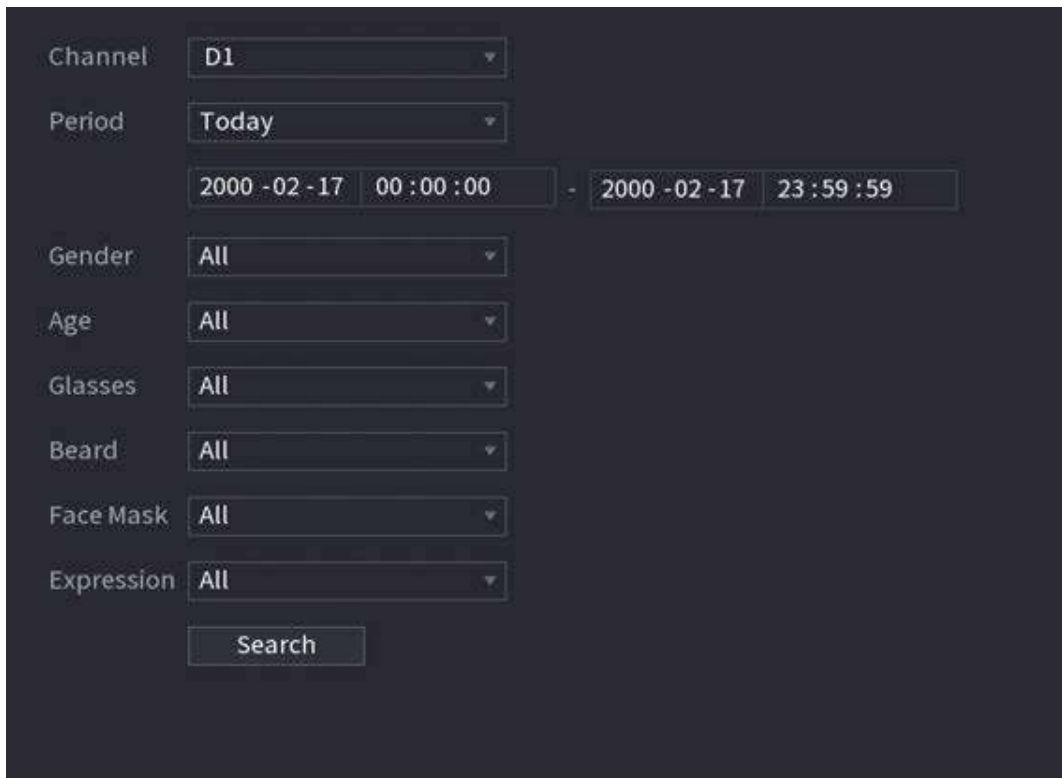 Channel D1
Period Today
2000 -02 -17 00 :00 :00 - 2000 -02 -17 23 :59 :59
Gender All
Age All
Glasses All
Beard All
Face Mask All
Expression All
Search